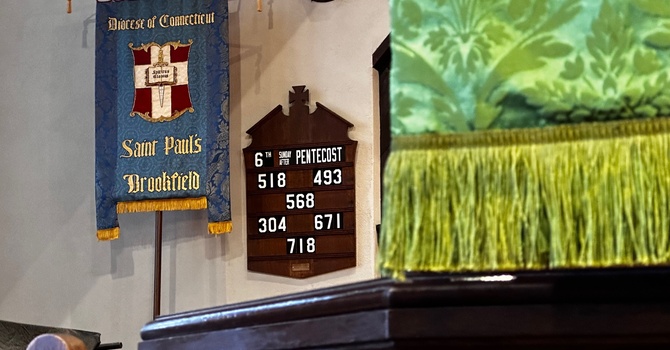 Diocese of Connecticut
Saint Paul's
Brookfield
6TH SUNDAY AFTER PENTECOST
518 493
568
304 671
718